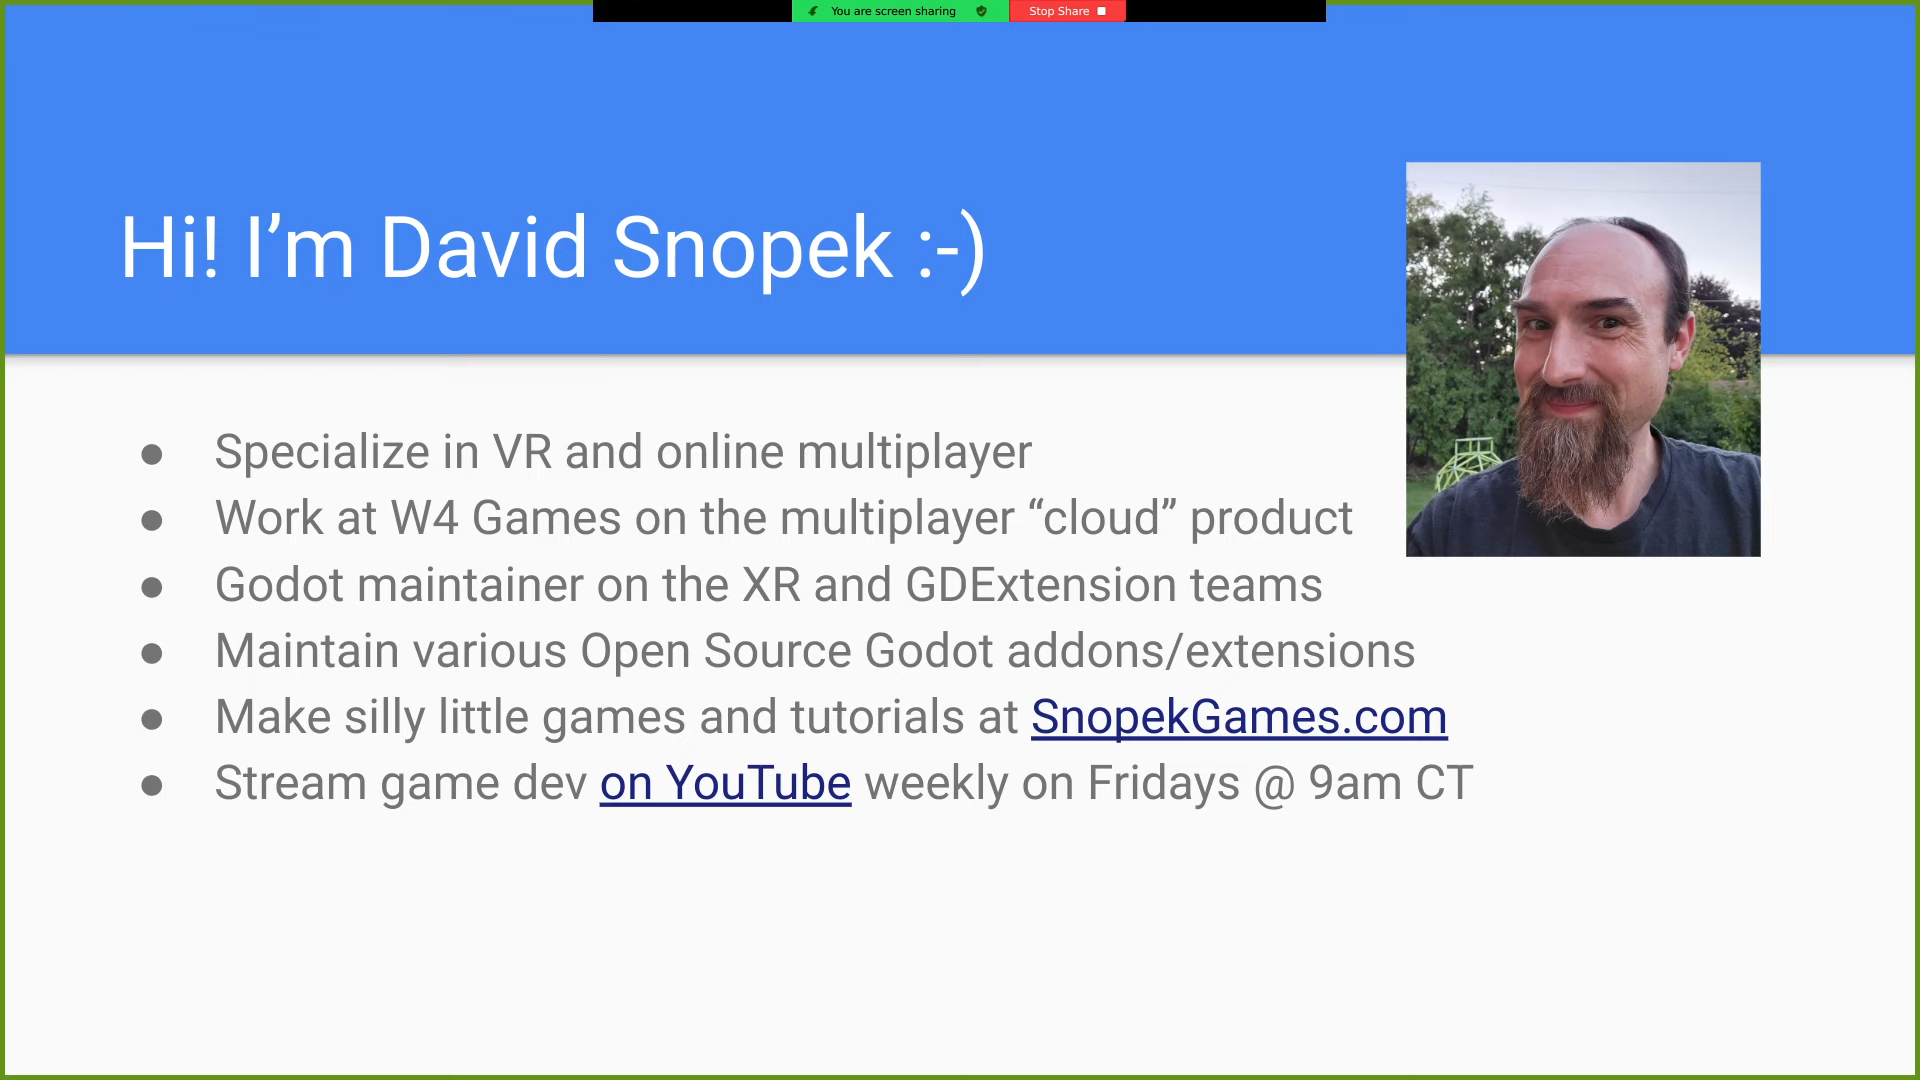 You are screen sharing
Stop Share
Hi! I’m David Snopek :-)
● Specialize in VR and online multiplayer
● Work at W4 Games on the multiplayer “cloud” product
● Godot maintainer on the XR and GDExtension teams
● Maintain various Open Source Godot addons/extensions
● Make silly little games and tutorials at SnopekGames.com
● Stream game dev on YouTube weekly on Fridays @ 9am CT